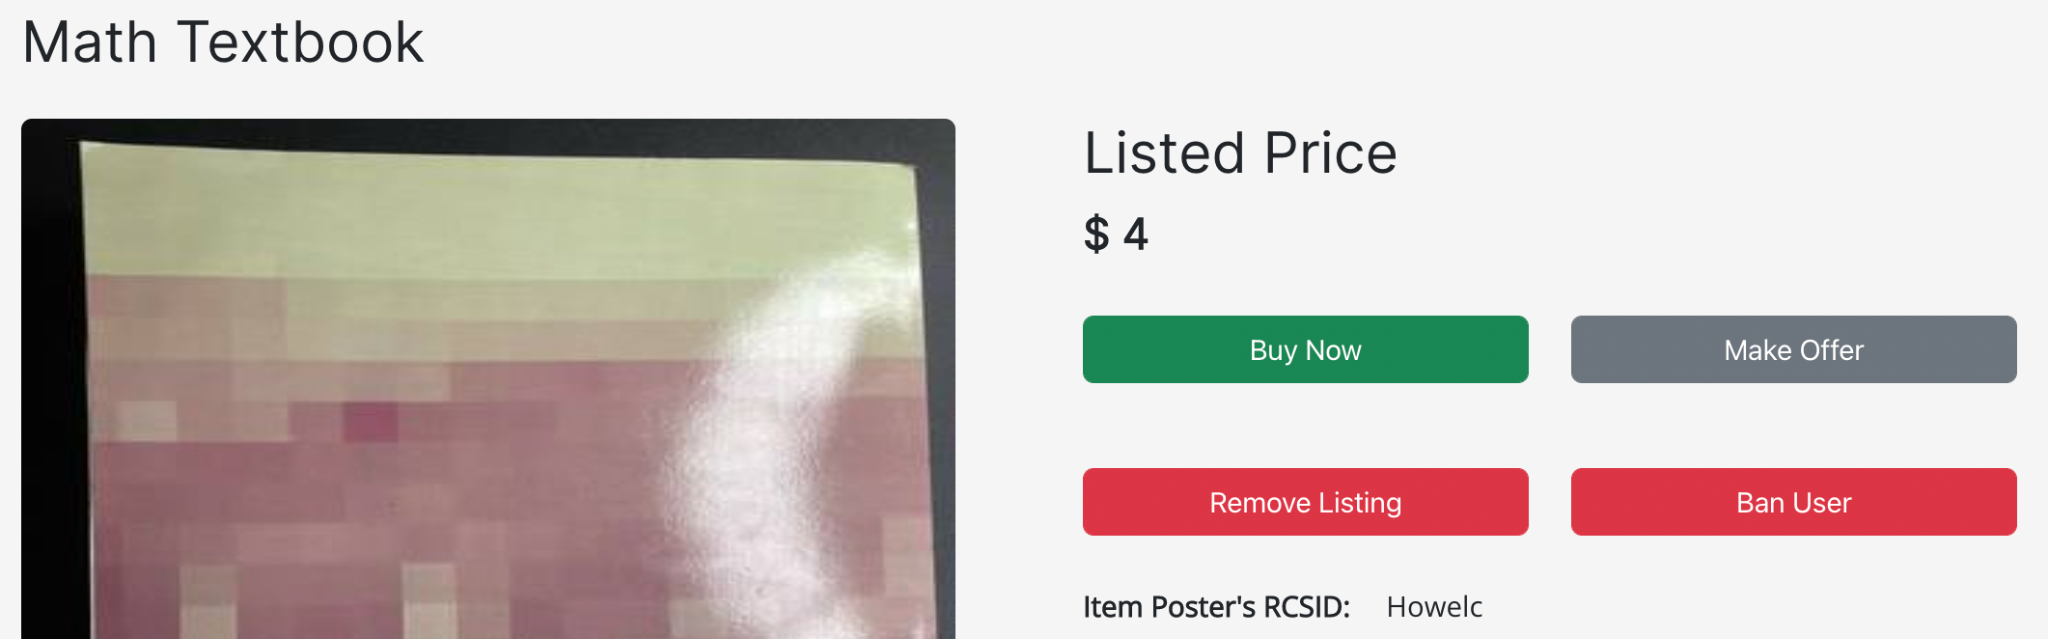 Math Textbook
Listed Price
$ 4
Buy Now
Make Offer
Remove Listing
Ban User
Item Poster's RCSID: Howelc